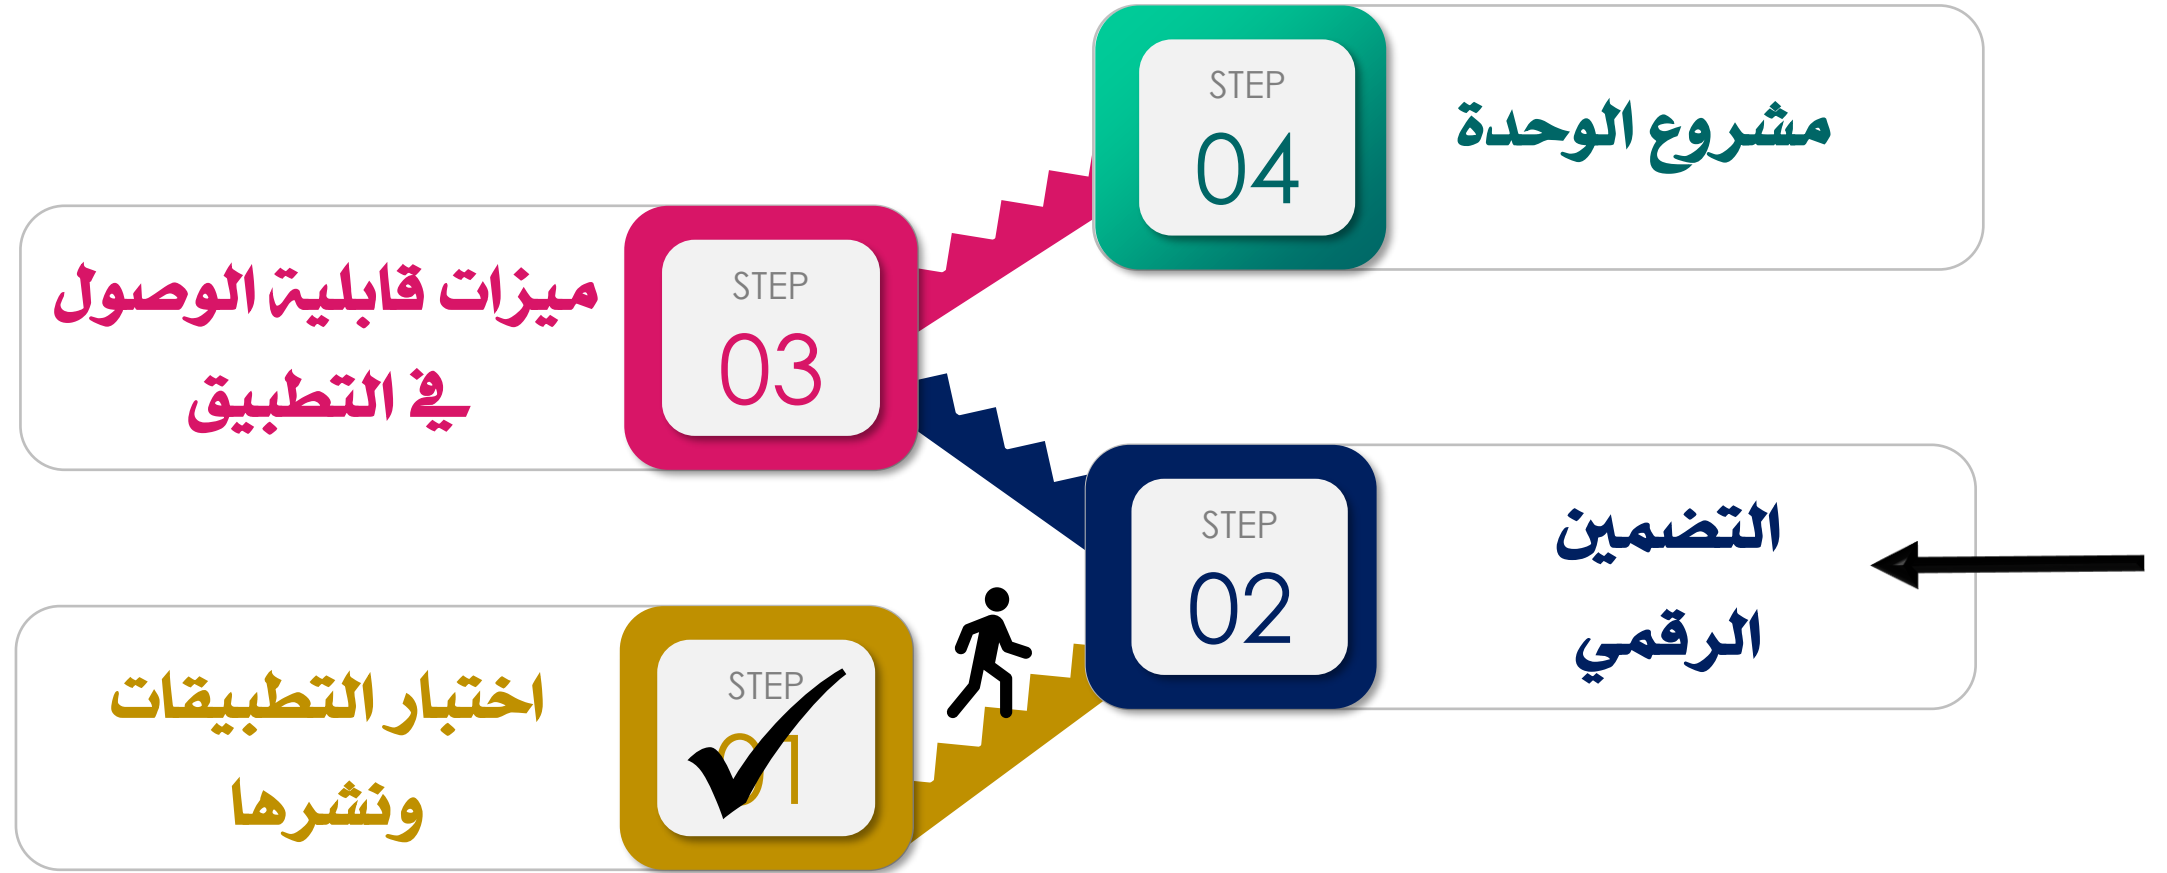 STEP
04
مشروع الوحدة
STEP
03
ميزات قابلية الوصول
في التطبيق
STEP
02
التضمين
الرقمي
STEP
01
اختبار التطبيقات
ونشرها